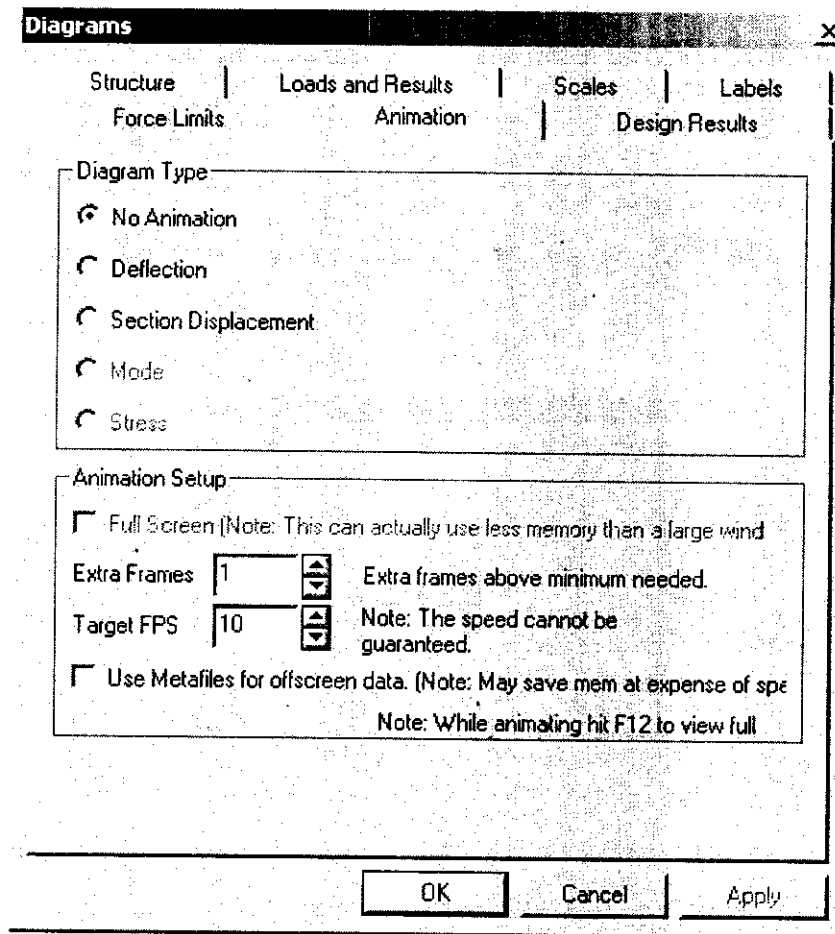 Diagrams
Structure Loads and Results Scales Labels
Force Limits Animation Design Results
Diagram Type
No Animation
Deflection
Section Displacement
Mode
Stress
Animation Setup
Full Screen (Note: This can actually use less memory than a large wind
Extra Frames 1 Extra frames above minimum needed.
Target FPS 10 Note: The speed cannot be
guaranteed.
Use Metafiles for offscreen data. (Note: May save mem at expense of spe
Note: While animating hit F12 to view full
OK Cancel Apply